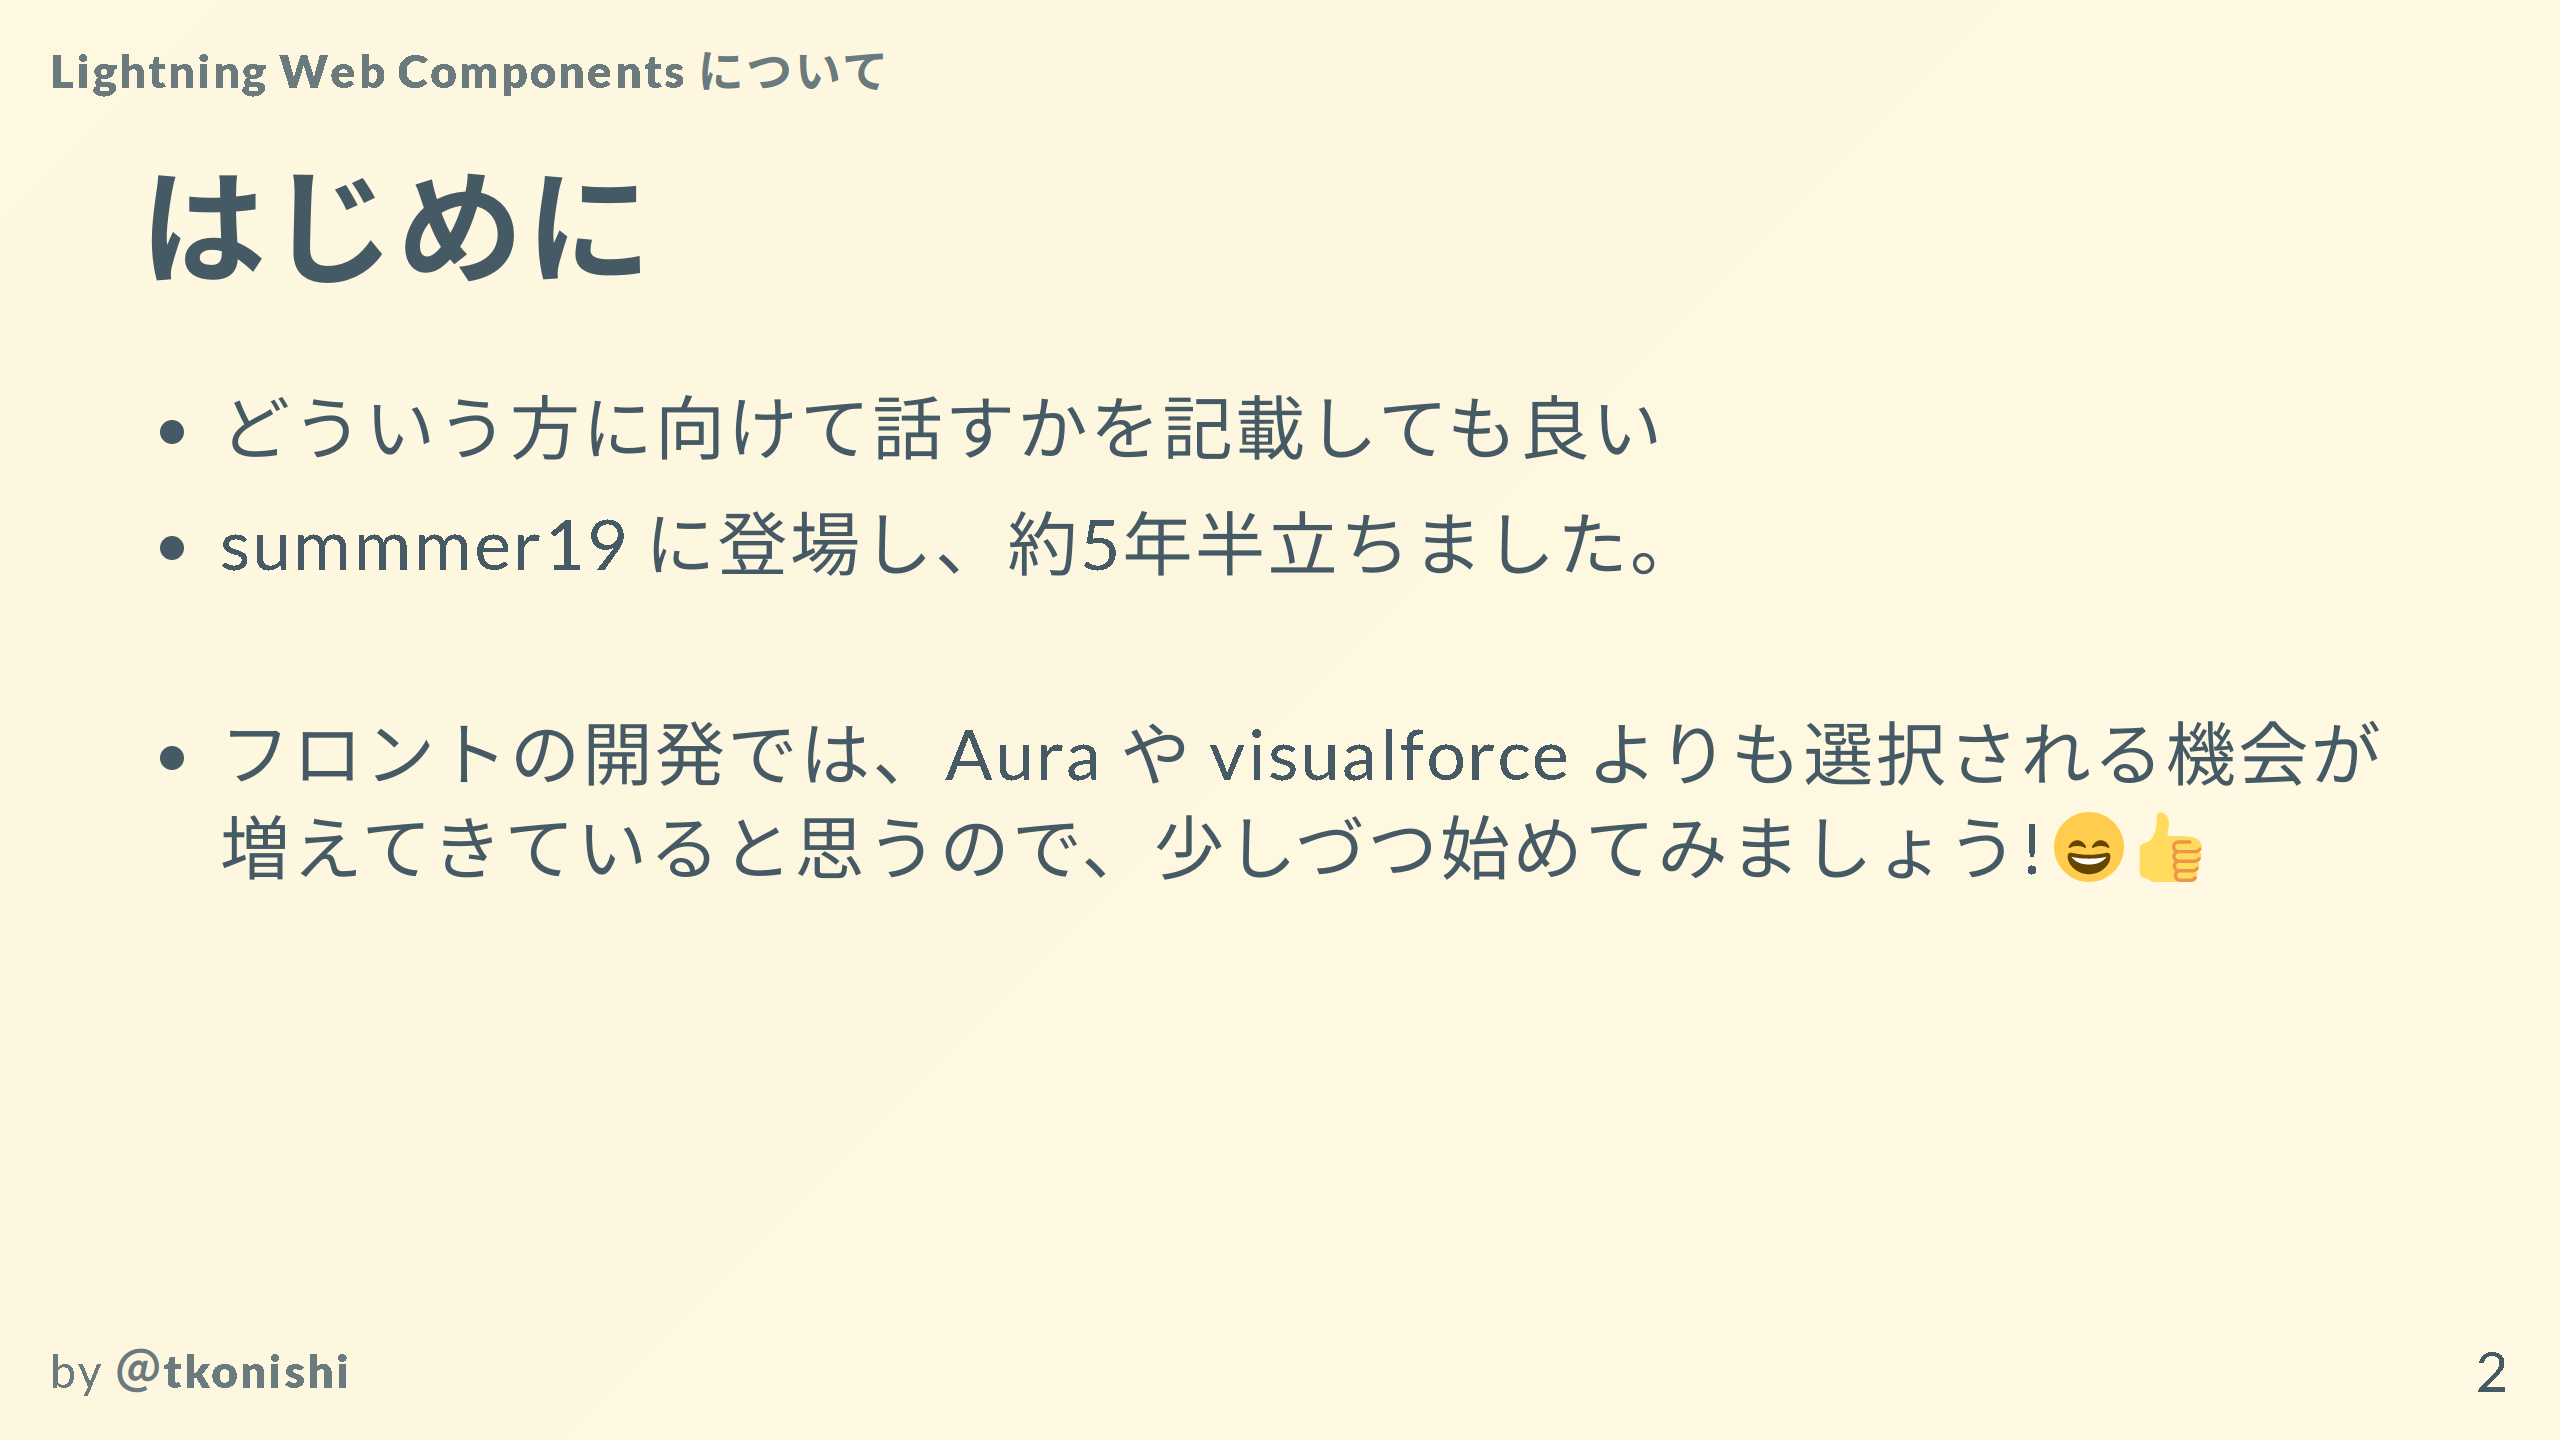 Lightning Web Components について
はじめに
• どういう方に向けて話すかを記載しても良い
• summmer19 に登場し、約5年半立ちました。
• フロントの開発では、Aura や visualforce よりも選択される機会が
増えてきていると思うので、少しづつ始めてみましょう!😄👍
by @tkonishi
2